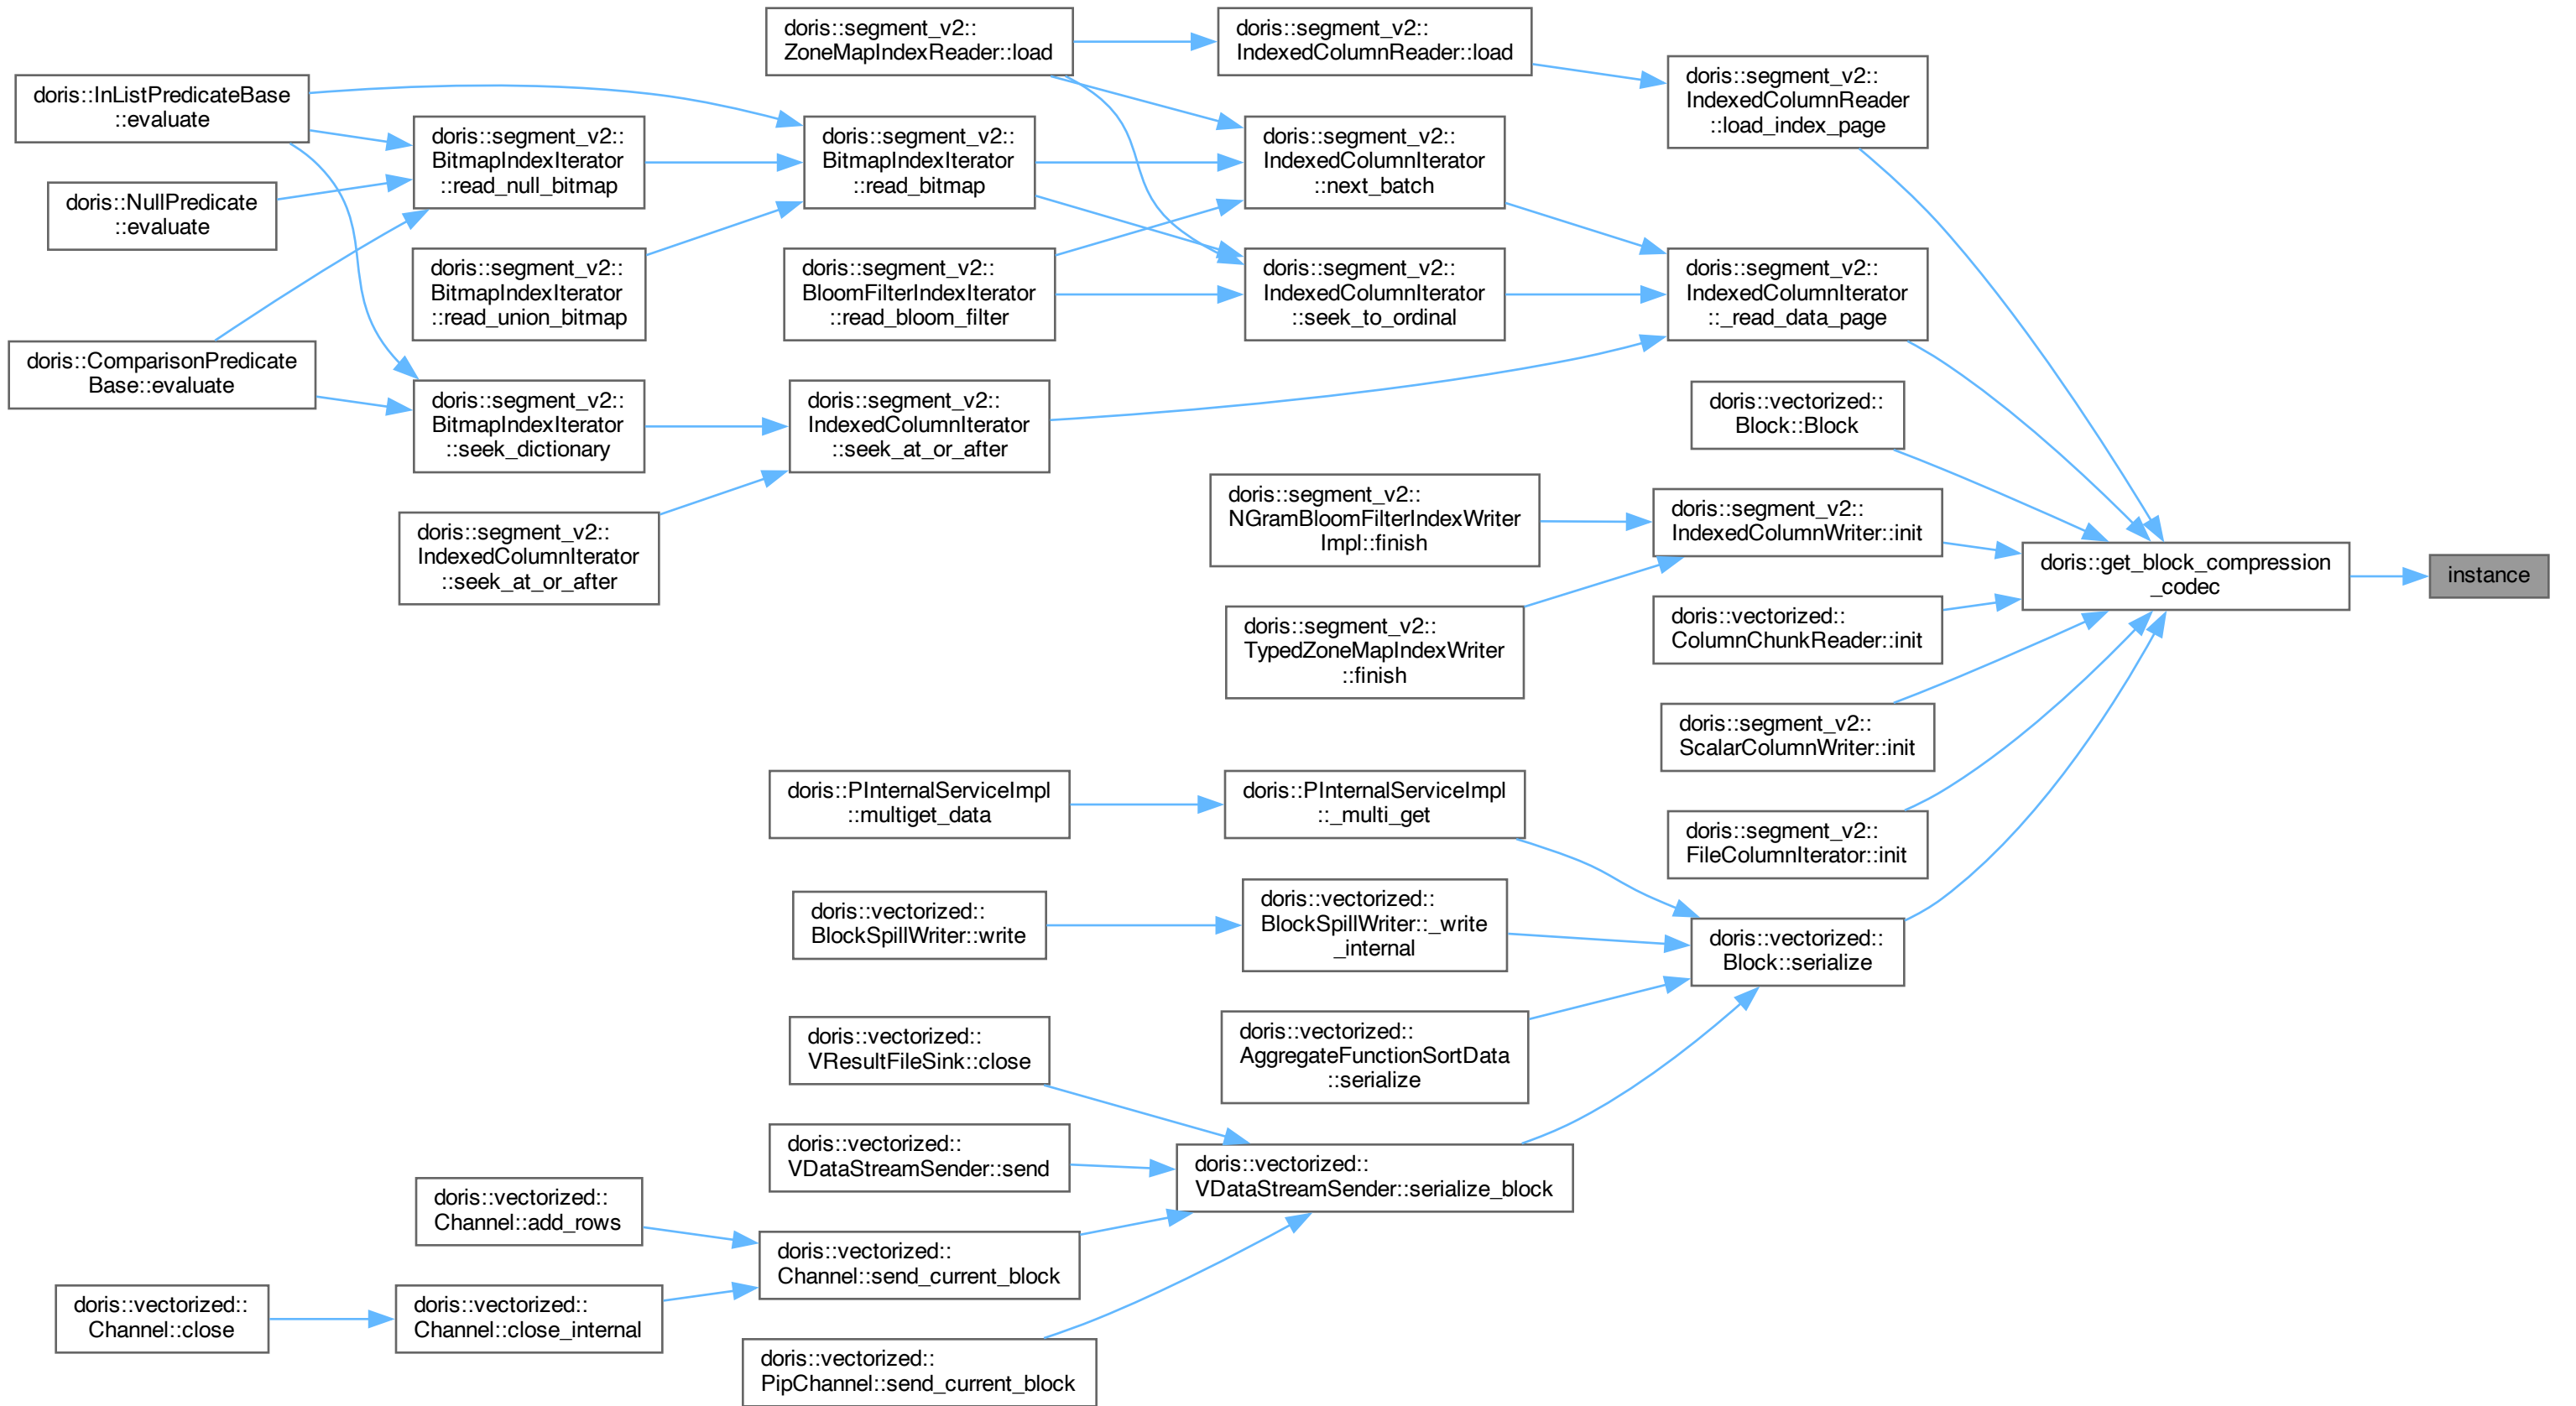 doris::segment_v2::
ZoneMapIndexReader::load
doris::segment_v2::
IndexedColumnReader::load
doris::segment_v2::
IndexedColumnReader
::load_index_page
doris::InListPredicateBase
::evaluate
doris::segment_v2::
BitmapIndexIterator
::read_null_bitmap
doris::segment_v2::
BitmapIndexIterator
::read_bitmap
doris::segment_v2::
IndexedColumnIterator
::next_batch
doris::NullPredicate
::evaluate
doris::segment_v2::
BitmapIndexIterator
::read_union_bitmap
doris::segment_v2::
BloomFilterIndexIterator
::read_bloom_filter
doris::segment_v2::
IndexedColumnIterator
::seek_to_ordinal
doris::segment_v2::
IndexedColumnIterator
::_read_data_page
doris::ComparisonPredicate
Base::evaluate
doris::segment_v2::
BitmapIndexIterator
::seek_dictionary
doris::segment_v2::
IndexedColumnIterator
::seek_at_or_after
doris::vectorized::
Block::Block
doris::segment_v2::
IndexedColumnIterator
::seek_at_or_after
doris::segment_v2::
NGramBloomFilterIndexWriter
Impl::finish
doris::segment_v2::
IndexedColumnWriter::init
doris::get_block_compression
_codec
instance
doris::segment_v2::
TypedZoneMapIndexWriter
::finish
doris::vectorized::
ColumnChunkReader::init
doris::segment_v2::
ScalarColumnWriter::init
doris::PInternalServiceImpl
::multiget_data
doris::PInternalServiceImpl
::_multi_get
doris::segment_v2::
FileColumnIterator::init
doris::vectorized::
BlockSpillWriter::write
doris::vectorized::
BlockSpillWriter::_write
_internal
doris::vectorized::
Block::serialize
doris::vectorized::
VResultFileSink::close
doris::vectorized::
AggregateFunctionSortData
::serialize
doris::vectorized::
VDataStreamSender::send
doris::vectorized::
VDataStreamSender::serialize_block
doris::vectorized::
Channel::add_rows
doris::vectorized::
Channel::send_current_block
doris::vectorized::
Channel::close
doris::vectorized::
Channel::close_internal
doris::vectorized::
PipChannel::send_current_block